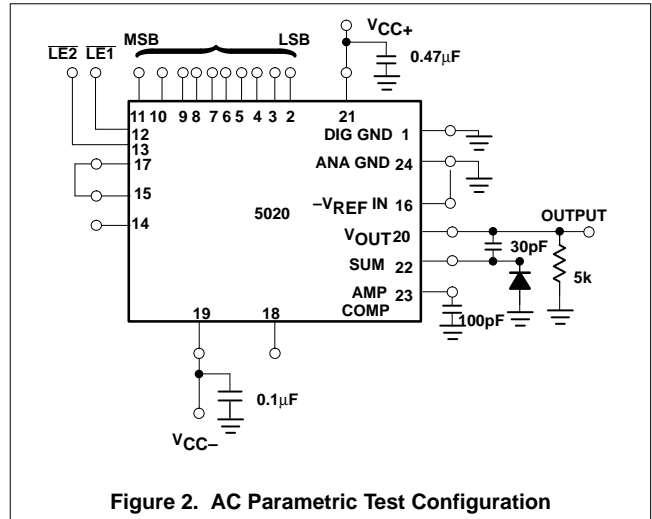 VCC+
MSB LSB
LE2 LE1 0.47µF
11 10 9 8 7 6 5 4 3 2 21
12 DIG GND 1
13
17 ANA GND 24
15 –VREF IN 16
5020 OUTPUT
14 VOUT 20 30pF
SUM 22 5k
AMP 23
COMP 100pF
19 18
0.1µF
VCC–
Figure 2. AC Parametric Test Configuration